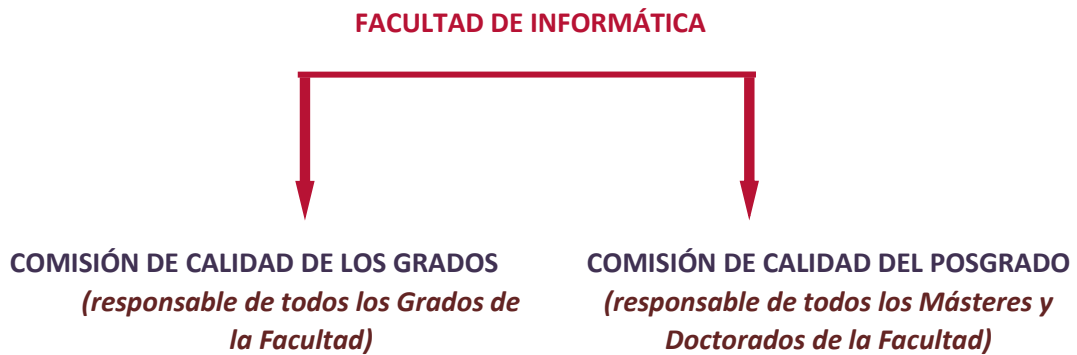 FACULTAD DE INFORMÁTICA
COMISIÓN DE CALIDAD DE LOS GRADOS
(responsable de todos los Grados de
la Facultad)
COMISIÓN DE CALIDAD DEL POSGRADO
(responsable de todos los Másteres y
Doctorados de la Facultad)